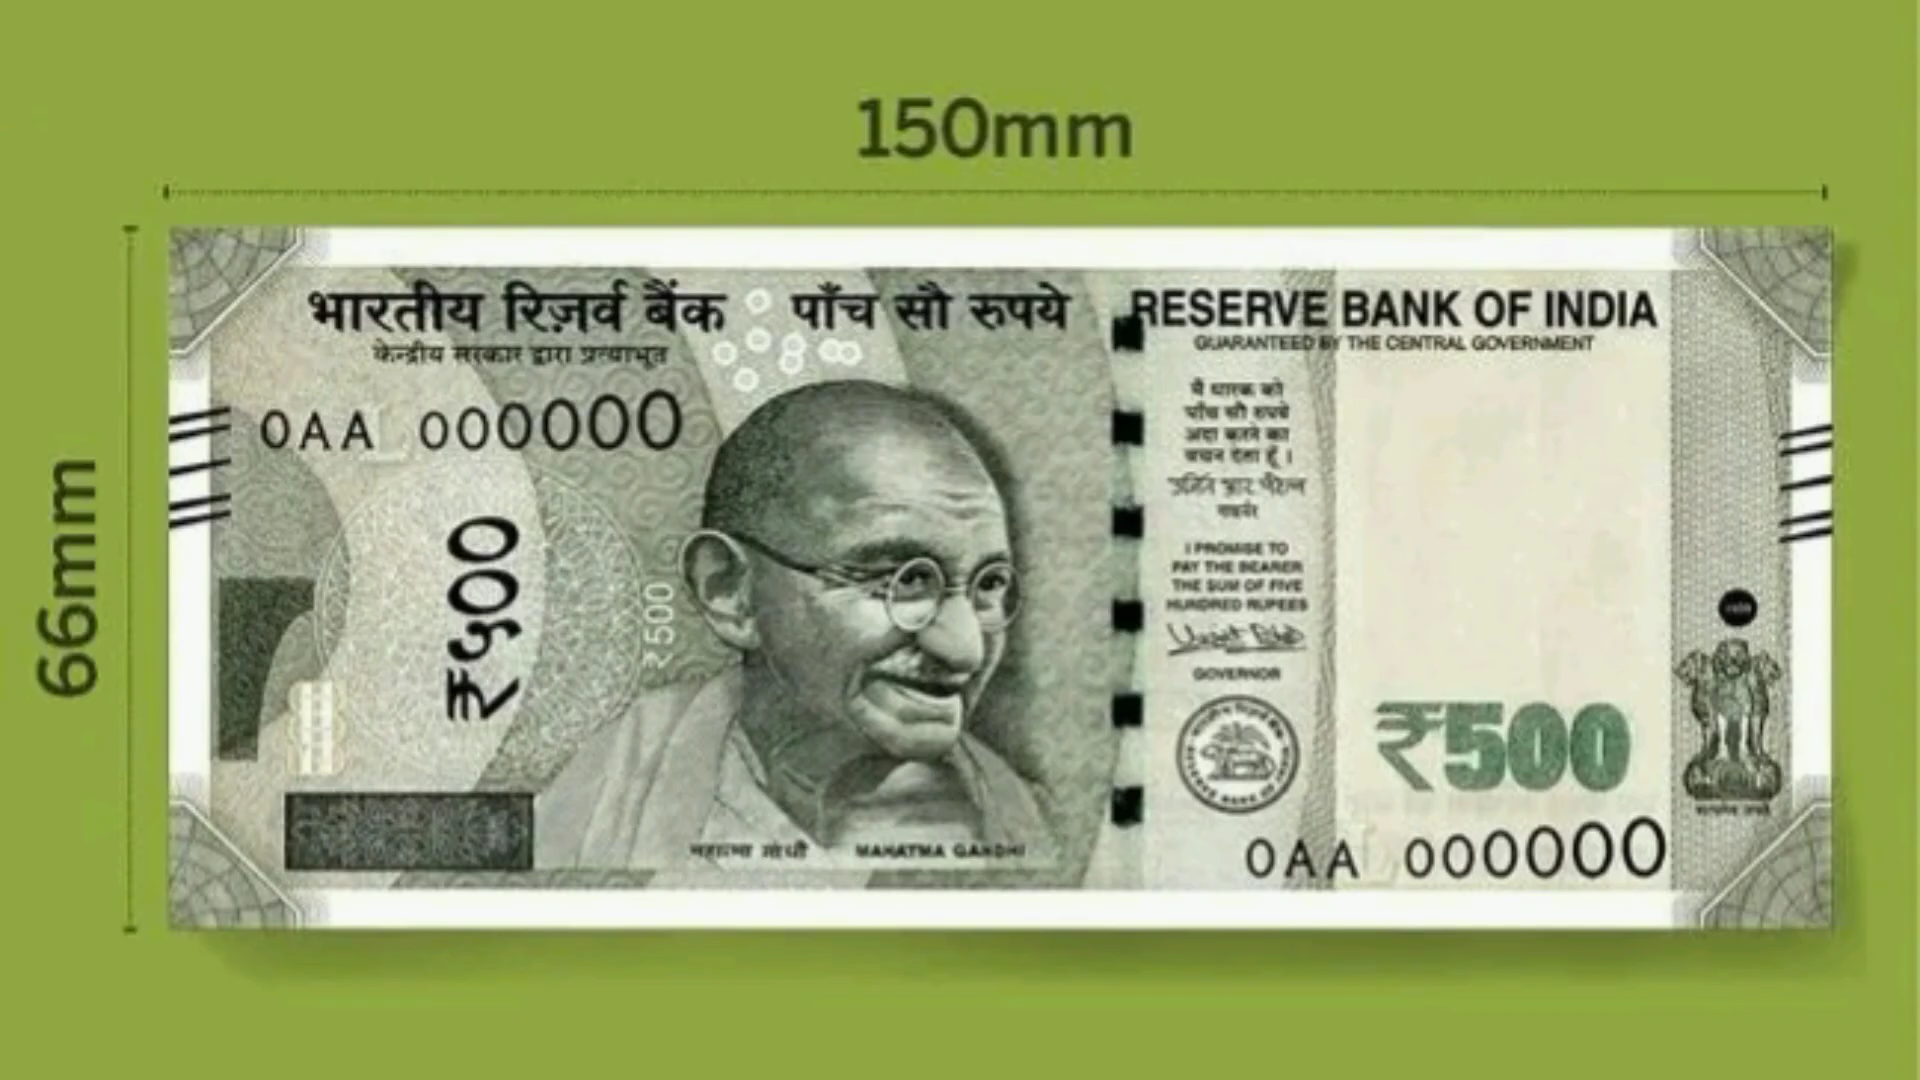 150mm
66mm
भारतीय रिज़र्व बैंक
केन्द्रीय सरकार द्वारा प्रत्याभूत
पाँच सौ रुपये
RESERVE BANK OF INDIA
GUARANTEED BY THE CENTRAL GOVERNMENT
0AA 000000
₹५००
₹500
मैं धारक को
पाँच सौ रुपये
अदा करने का
वचन देता हूँ।
गवर्नर
I PROMISE TO
PAY THE BEARER
THE SUM OF FIVE
HUNDRED RUPEES
GOVERNOR
₹500
0AA 000000
महात्मा गांधी
MAHATMA GANDHI